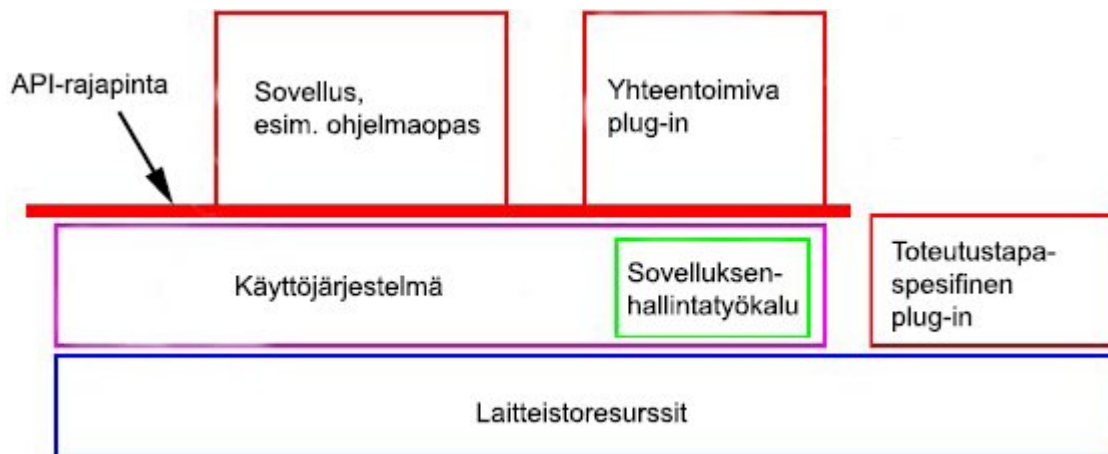 API-rajapinta
Sovellus,
esim. ohjelmaopas
Yhteentoimiva
plug-in
Käyttöjärjestelmä
Sovelluksen-
hallintatyökalu
Toteutustapa-
spesifinen
plug-in
Laitteistoresurssit